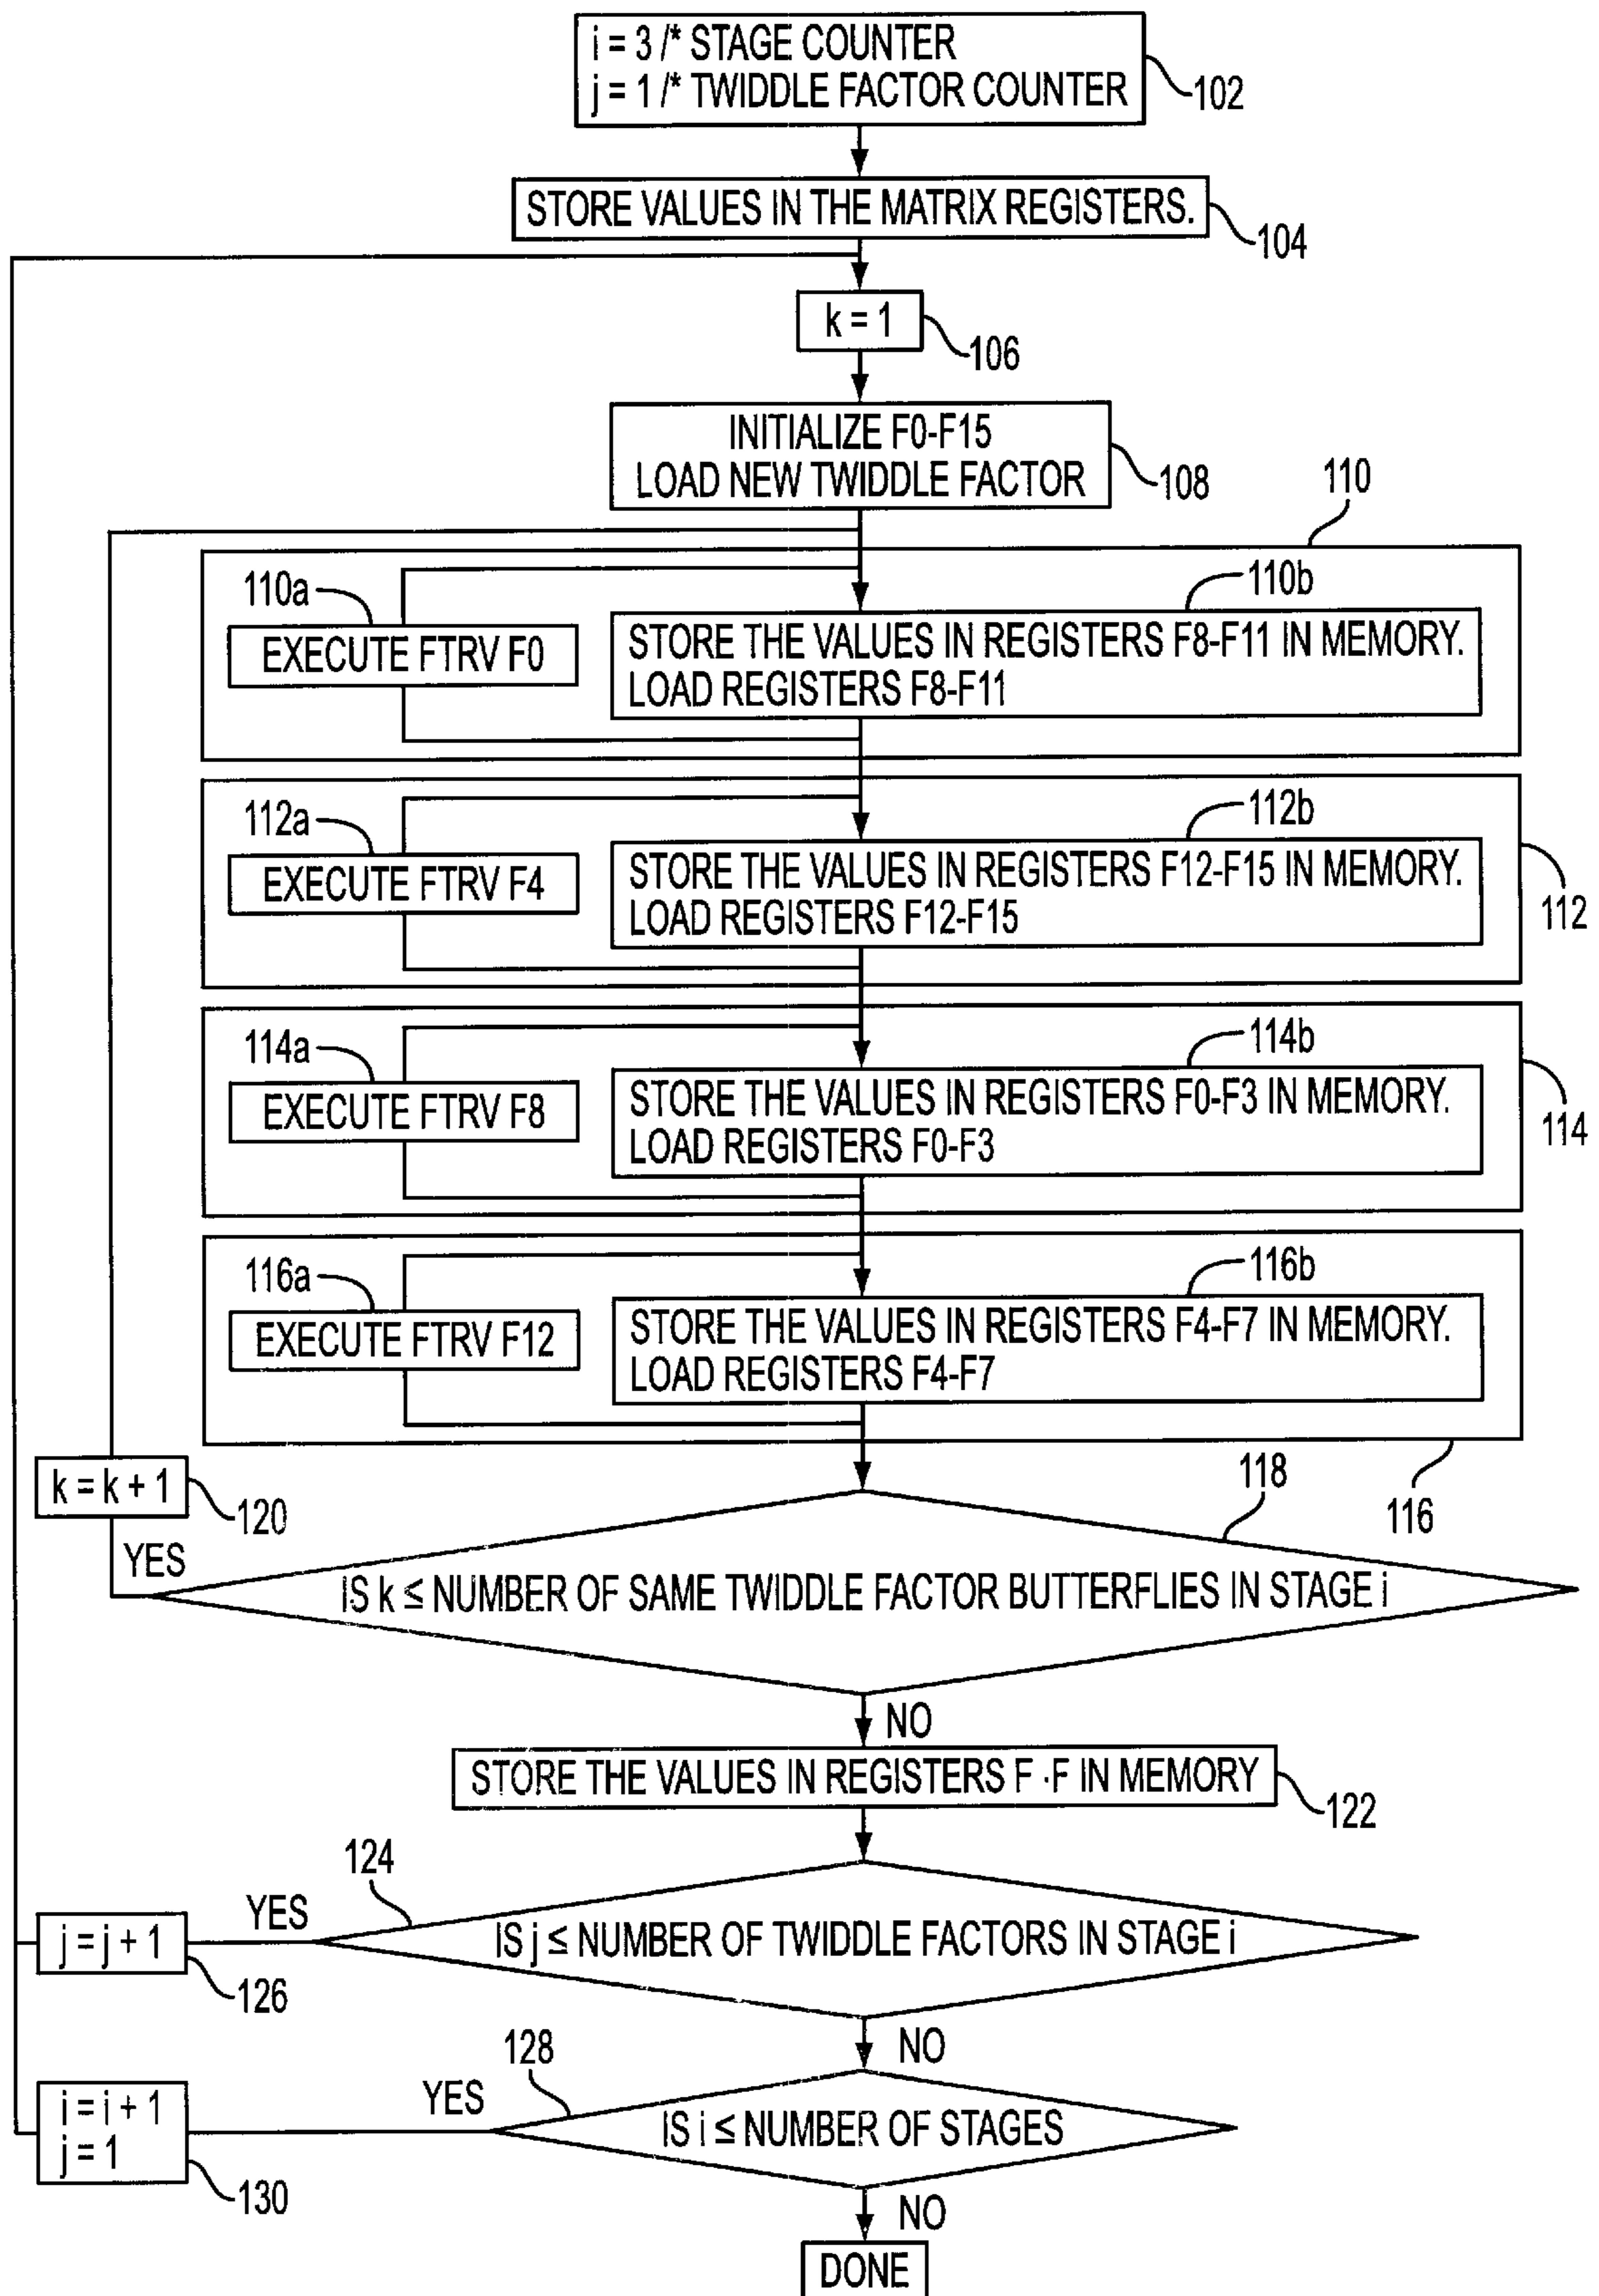 i = 3 /* STAGE COUNTER
j = 1 /* TWIDDLE FACTOR COUNTER
102
STORE VALUES IN THE MATRIX REGISTERS.
104
k = 1
106
INITIALIZE F0-F15
LOAD NEW TWIDDLE FACTOR
108
110
110a
110b
EXECUTE FTRV F0
STORE THE VALUES IN REGISTERS F8-F11 IN MEMORY.
LOAD REGISTERS F8-F11
112a
112b
EXECUTE FTRV F4
STORE THE VALUES IN REGISTERS F12-F15 IN MEMORY.
LOAD REGISTERS F12-F15
112
114a
114b
EXECUTE FTRV F8
STORE THE VALUES IN REGISTERS F0-F3 IN MEMORY.
LOAD REGISTERS F0-F3
114
116a
116b
EXECUTE FTRV F12
STORE THE VALUES IN REGISTERS F4-F7 IN MEMORY.
LOAD REGISTERS F4-F7
116
k = k + 1
120
118
YES
IS k ≤ NUMBER OF SAME TWIDDLE FACTOR BUTTERFLIES IN STAGE i
NO
STORE THE VALUES IN REGISTERS F -F IN MEMORY
122
124
YES
IS j ≤ NUMBER OF TWIDDLE FACTORS IN STAGE i
j = j + 1
126
NO
128
YES
IS i ≤ NUMBER OF STAGES
i = i + 1
j = 1
130
NO
DONE